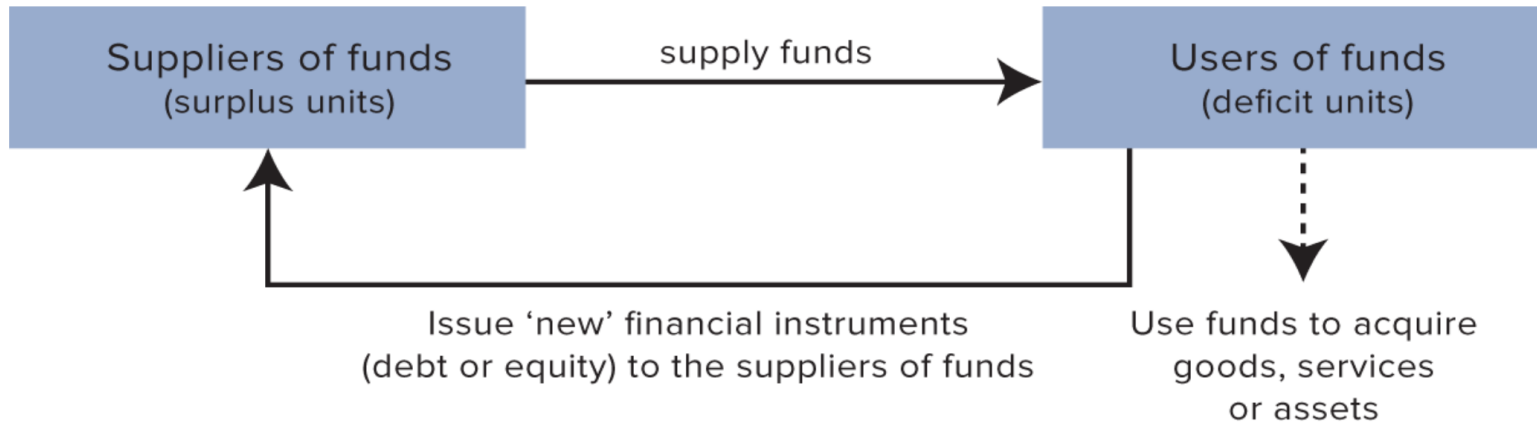 Suppliers of funds
(surplus units)
supply funds
Users of funds
(deficit units)
Issue ‘new’ financial instruments
(debt or equity) to the suppliers of funds
Use funds to acquire
goods, services
or assets